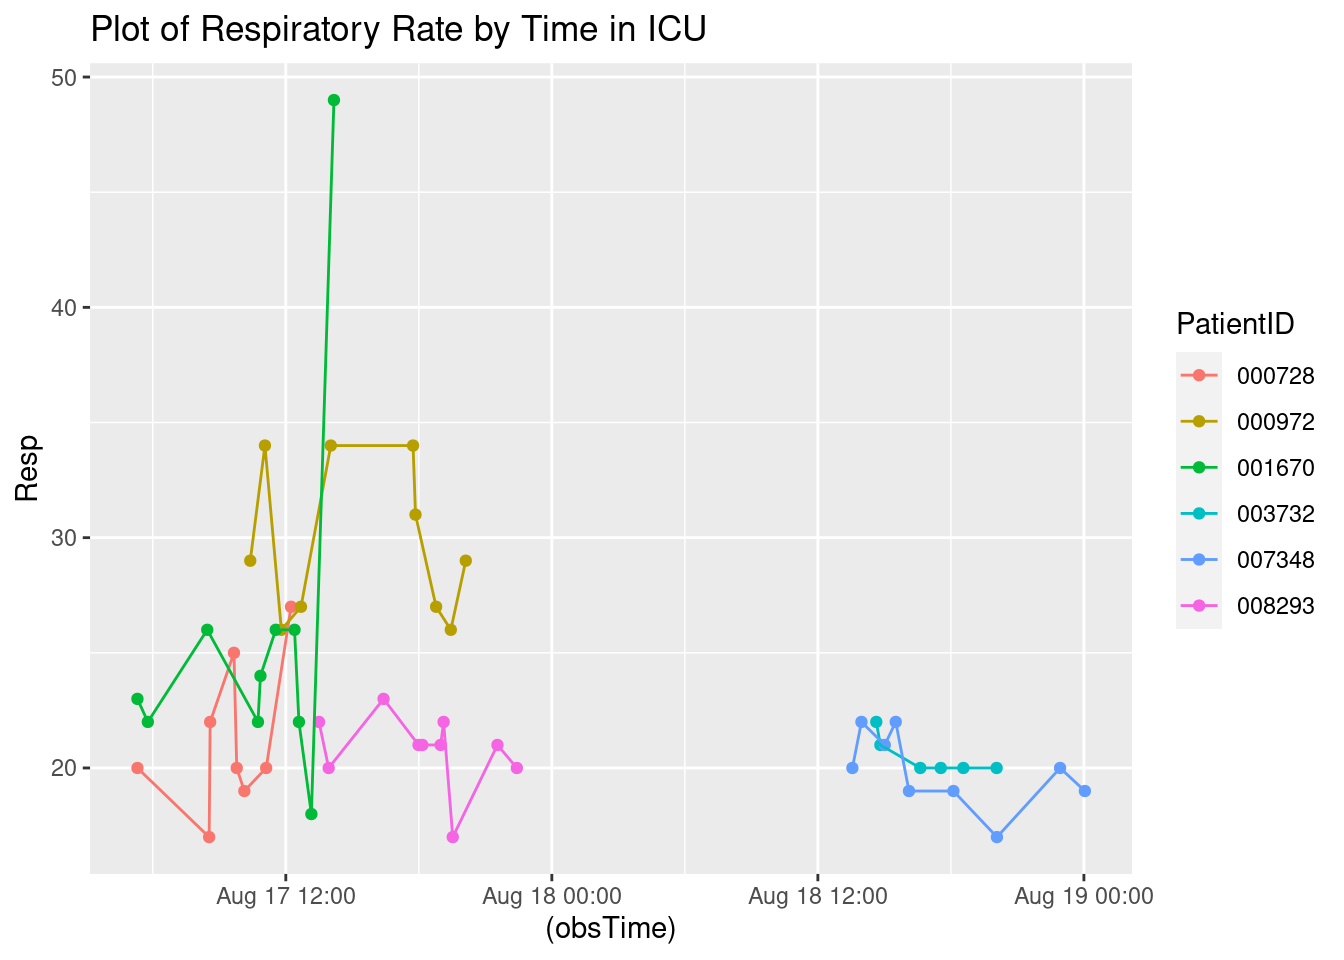 Plot of Respiratory Rate by Time in ICU
50
40
30
20
Resp
Aug 17 12:00
Aug 18 00:00
Aug 18 12:00
Aug 19 00:00
(obsTime)
PatientID
000728
000972
001670
003732
007348
008293